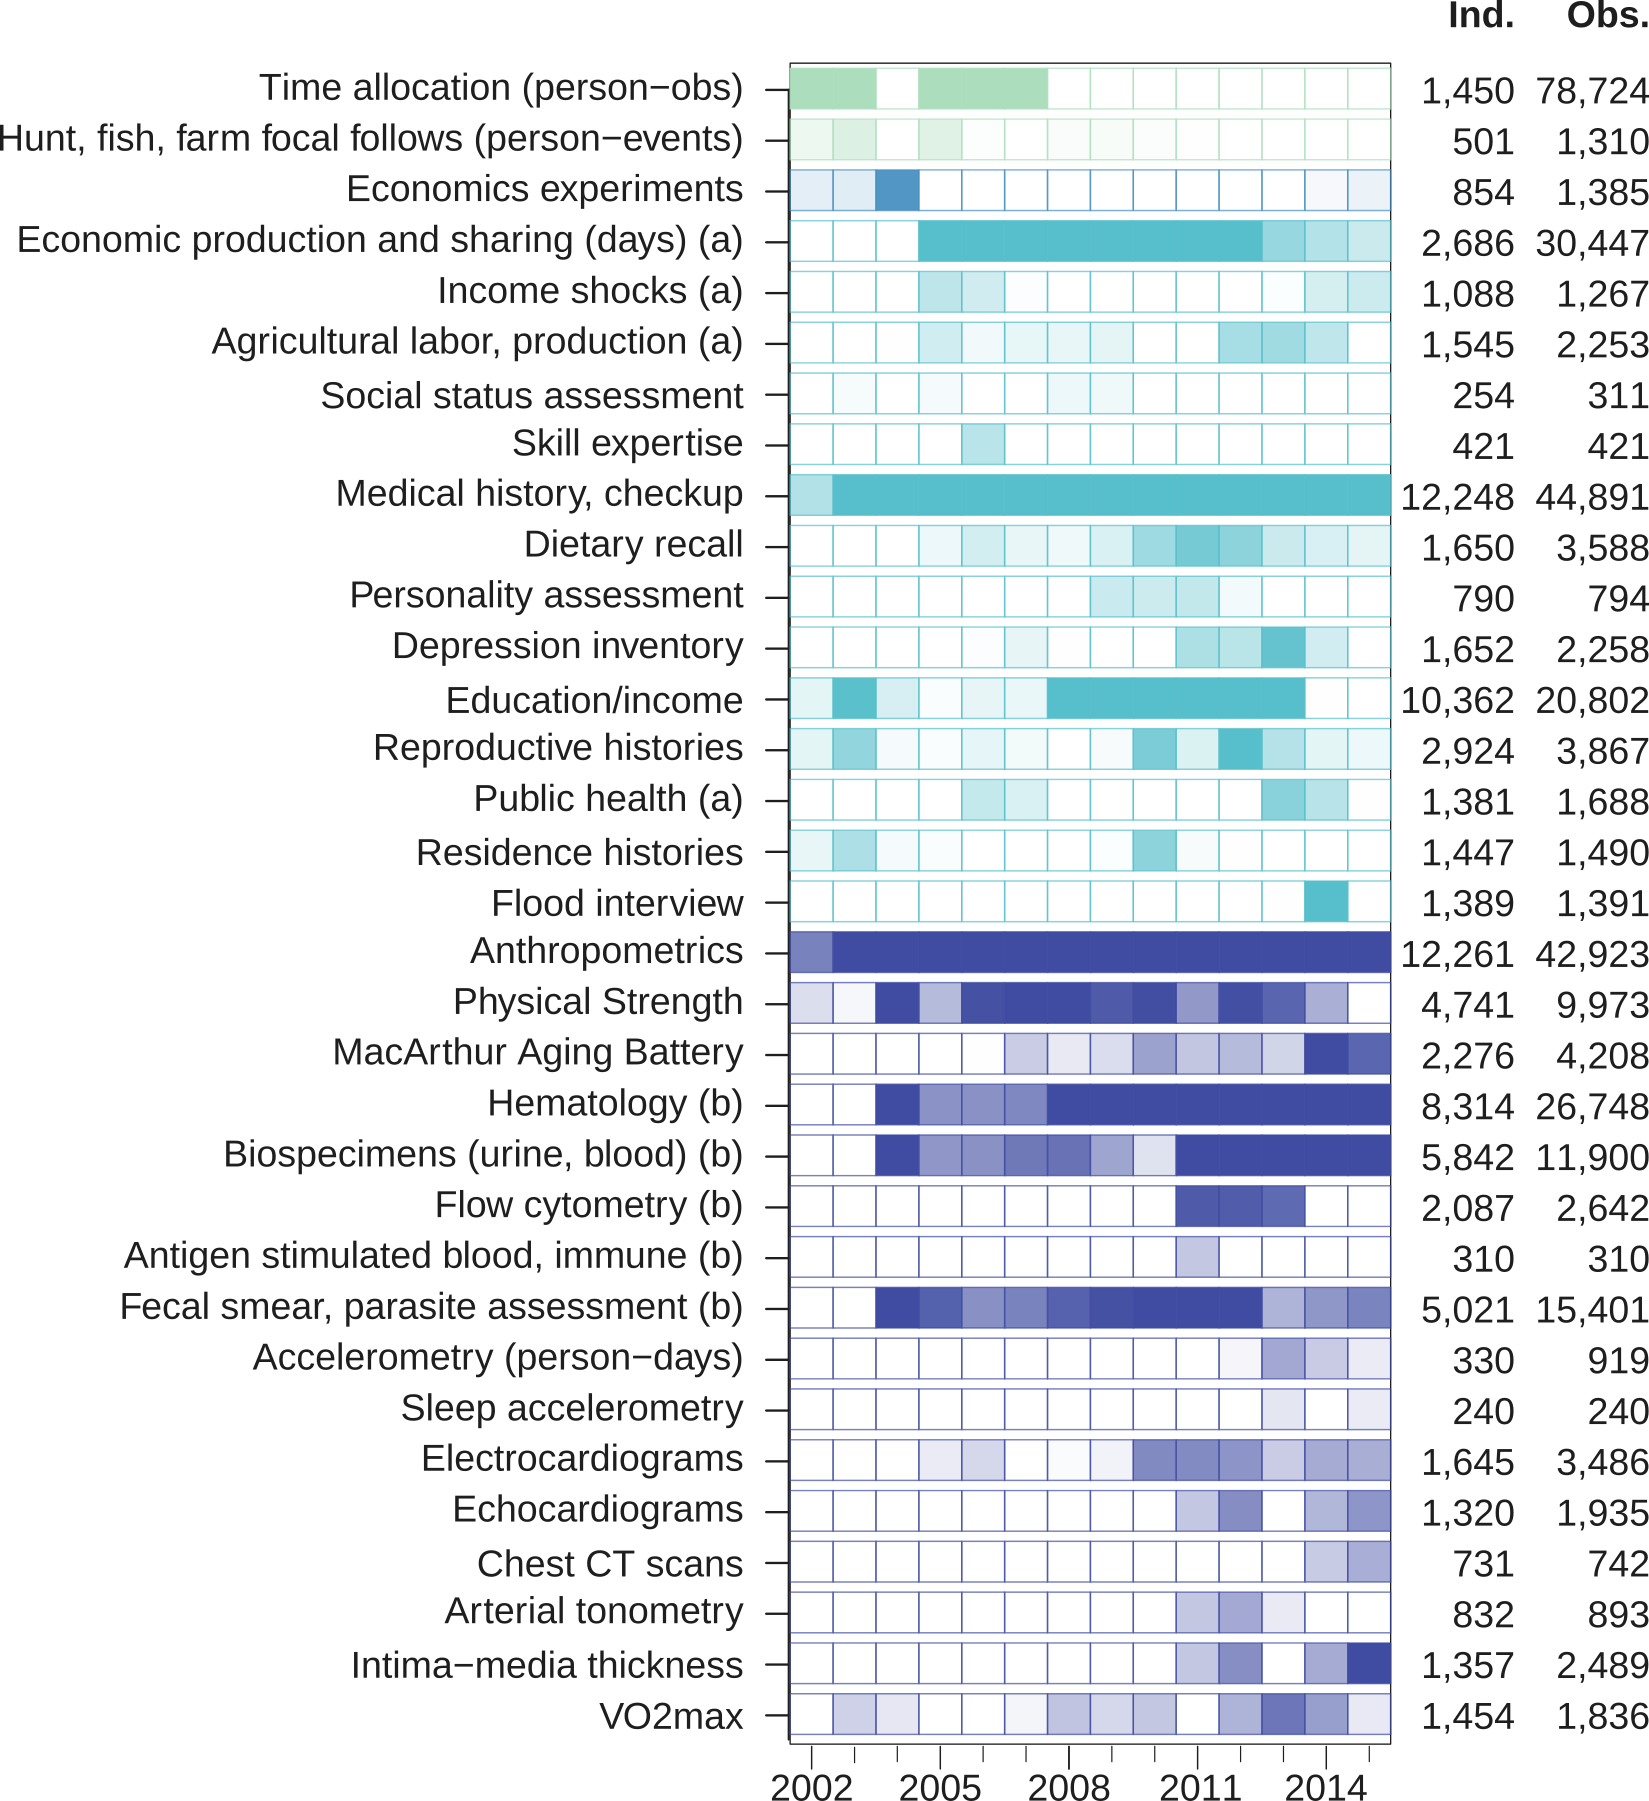 Ind. Obs.
Time allocation (person−obs) 1,450 78,724
Hunt, fish, farm focal follows (person−events) 501 1,310
Economics experiments 854 1,385
Economic production and sharing (days) (a) 2,686 30,447
Income shocks (a) 1,088 1,267
Agricultural labor, production (a) 1,545 2,253
Social status assessment 254 311
Skill expertise 421 421
Medical history, checkup 12,248 44,891
Dietary recall 1,650 3,588
Personality assessment 790 794
Depression inventory 1,652 2,258
Education/income 10,362 20,802
Reproductive histories 2,924 3,867
Public health (a) 1,381 1,688
Residence histories 1,447 1,490
Flood interview 1,389 1,391
Anthropometrics 12,261 42,923
Physical Strength 4,741 9,973
MacArthur Aging Battery 2,276 4,208
Hematology (b) 8,314 26,748
Biospecimens (urine, blood) (b) 5,842 11,900
Flow cytometry (b) 2,087 2,642
Antigen stimulated blood, immune (b) 310 310
Fecal smear, parasite assessment (b) 5,021 15,401
Accelerometry (person−days) 330 919
Sleep accelerometry 240 240
Electrocardiograms 1,645 3,486
Echocardiograms 1,320 1,935
Chest CT scans 731 742
Arterial tonometry 832 893
Intima−media thickness 1,357 2,489
VO2max 1,454 1,836
2002 2005 2008 2011 2014